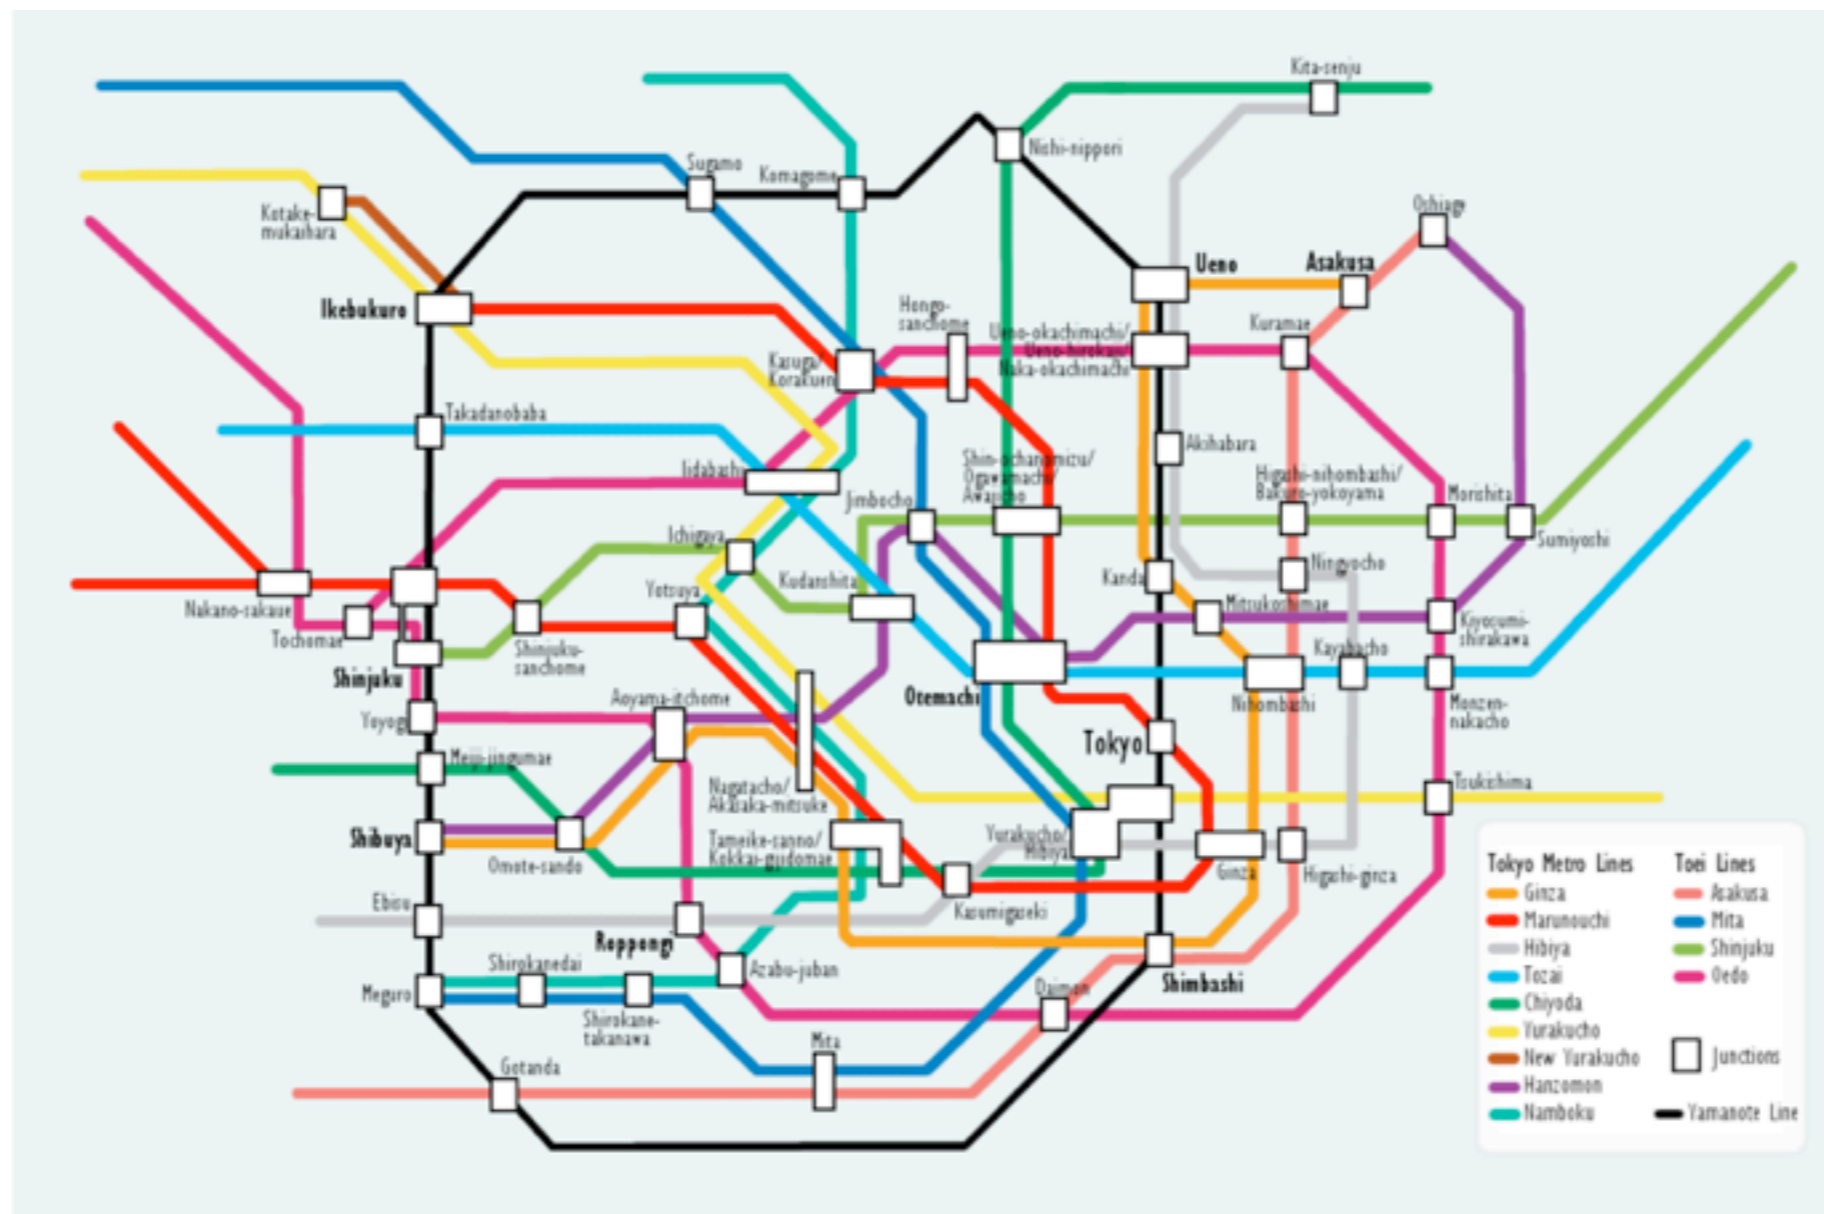 Kita-senju
Nishi-nippori
Sugamo
Komagome
Kotake-
mukaihara
Oshiage
Ueno
Asakusa
Ikebukuro
Hongo-
sanchome
Ueno-okachimachi/
Ueno-hirokoji/
Naka-okachimachi
Kuramae
Kasuga/
Korakuen
Takadanobaba
Akihabara
Iidabashi
Shin-ochanomizu/
Ogawamachi/
Awajicho
Higashi-nihombashi/
Bakuro-yokoyama
Jimbocho
Morishita
Ichigaya
Sumiyoshi
Kudanshita
Kanda
Ningyocho
Yotsuya
Nakano-sakaue
Mitsukoshimae
Tochomae
Kiyosumi-
shirakawa
Shinjuku-
sanchome
Kayabacho
Shinjuku
Otemachi
Aoyama-itchome
Nihombashi
Monzen-
nakacho
Yoyogi
Tokyo
Meiji-jingumae
Tsukishima
Nagatacho/
Akasaka-mitsuke
Shibuya
Tameike-sanno/
Kokkai-gijidomae
Yurakucho/
Hibiya
Omote-sando
Ginza
Higashi-ginza
Ebisu
Kasumigaseki
Roppongi
Shirokanedai
Azabu-juban
Shimbashi
Meguro
Daimon
Shirokane-
takanawa
Mita
Gotanda
Tokyo Metro Lines
Ginza
Marunouchi
Hibiya
Tozai
Chiyoda
Yurakucho
New Yurakucho
Hanzomon
Namboku
Toei Lines
Asakusa
Mita
Shinjuku
Oedo
Junctions
Yamanote Line